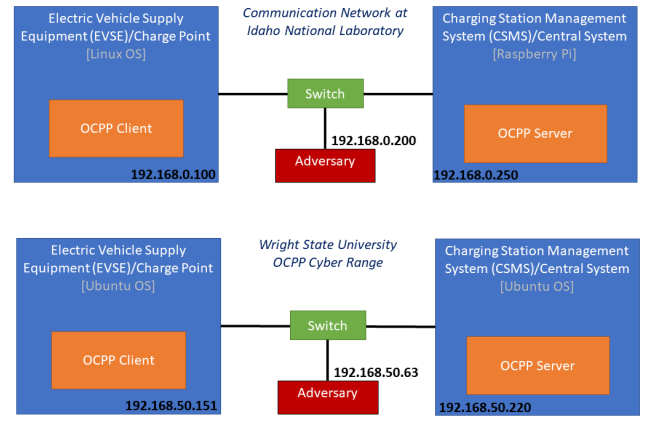 Electric Vehicle Supply
Equipment (EVSE)/Charge Point
[Linux OS]
OCPP Client
192.168.0.100
Communication Network at
Idaho National Laboratory
Switch
192.168.0.200
Adversary
Charging Station Management
System (CSMS)/Central System
[Raspberry Pi]
OCPP Server
192.168.0.250
Electric Vehicle Supply
Equipment (EVSE)/Charge Point
[Ubuntu OS]
OCPP Client
192.168.50.151
Wright State University
OCPP Cyber Range
Switch
192.168.50.63
Adversary
Charging Station Management
System (CSMS)/Central System
[Ubuntu OS]
OCPP Server
192.168.50.220